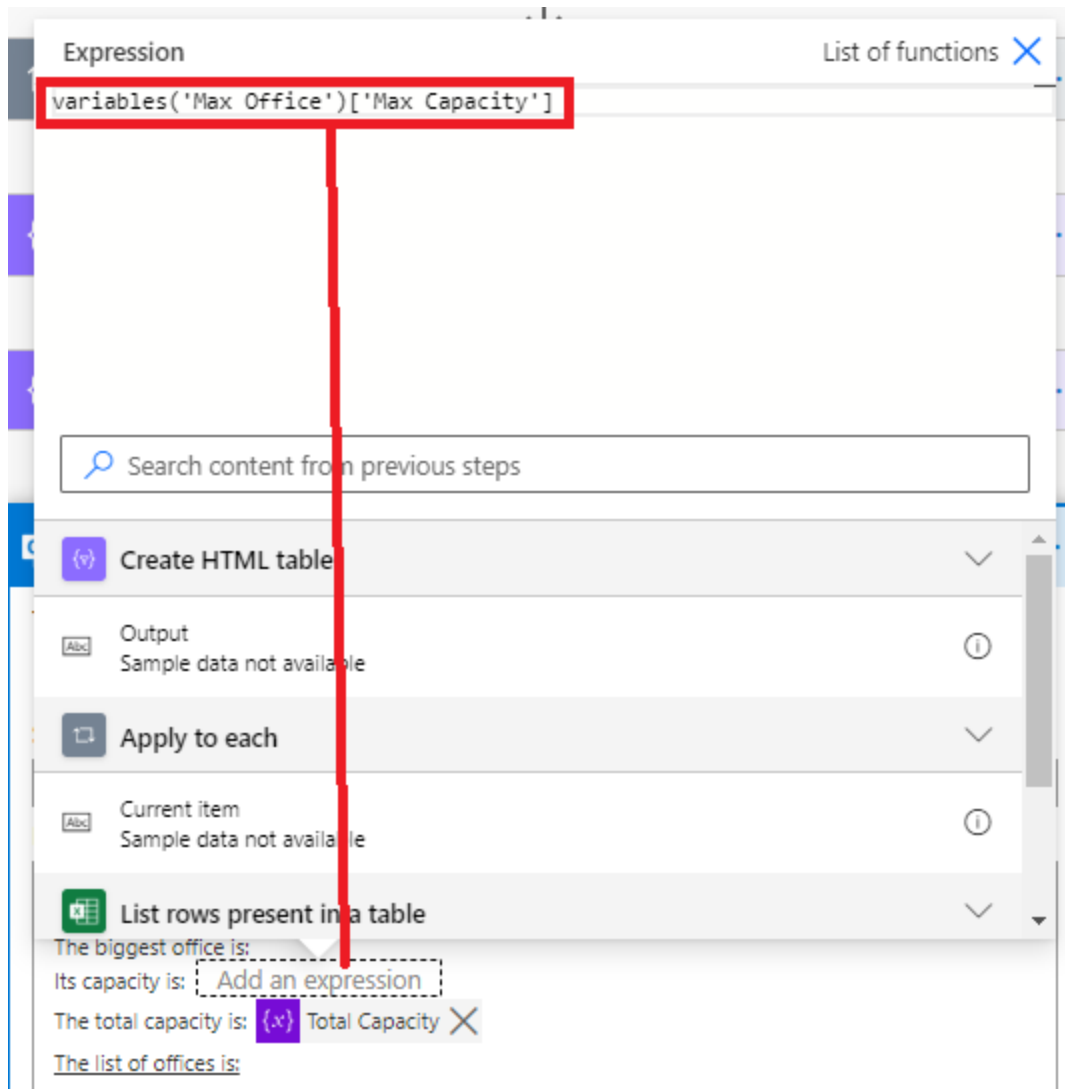 Expression
List of functions
variables('Max Office')['Max Capacity']
Search content from previous steps
Create HTML table
Abc
Output
Sample data not available
Apply to each
Abc
Current item
Sample data not available
List rows present in a table
The biggest office is:
Its capacity is: Add an expression
The total capacity is: {x} Total Capacity
The list of offices is: